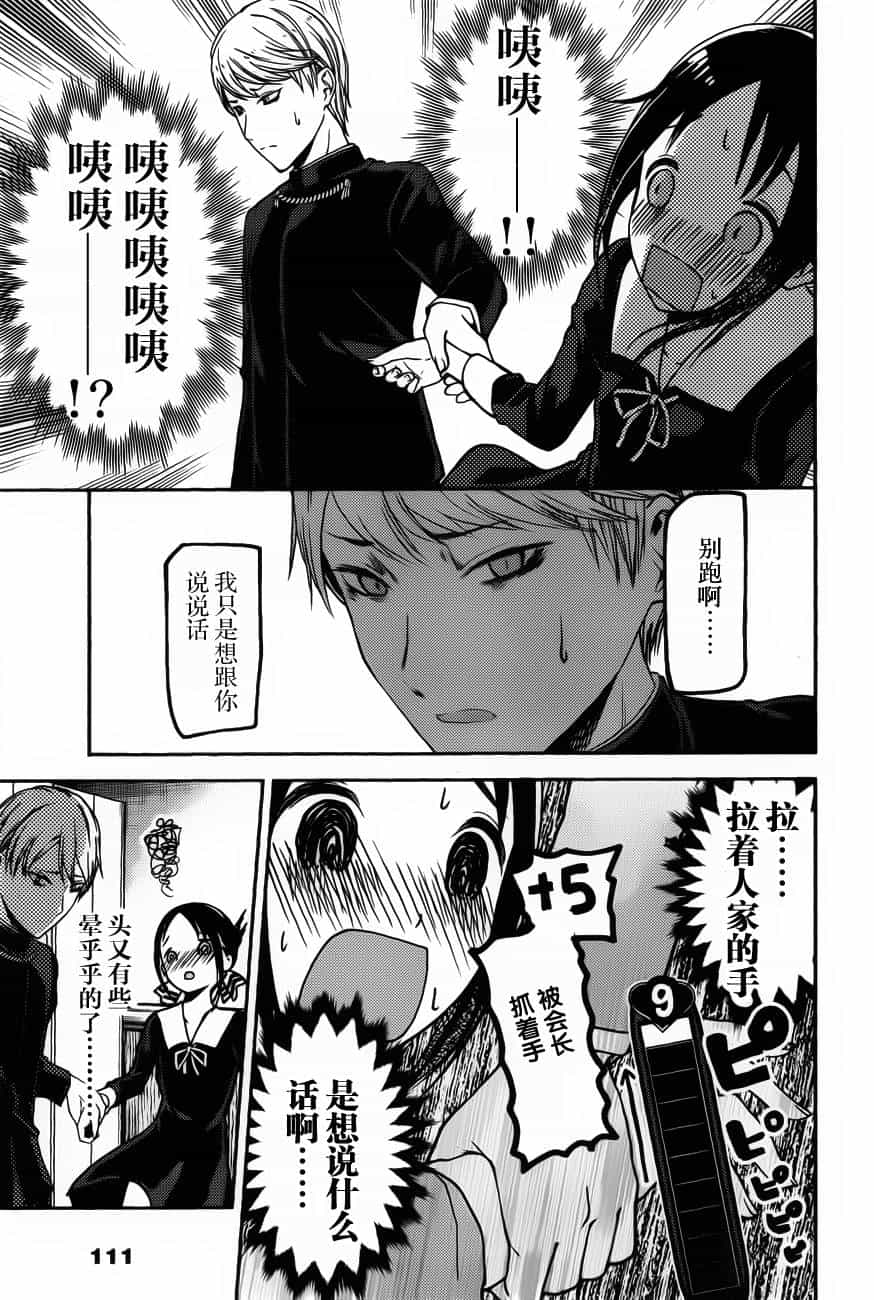 咦咦
——!!
咦咦咦咦咦
咦咦——!?
别跑啊……
我只是想跟你
说说话
拉……
拉着人家的手
9
ピ
ピピピッ
+5
被会长
抓着手
是想说什么
话啊……
头又有些
晕乎乎的了……
111